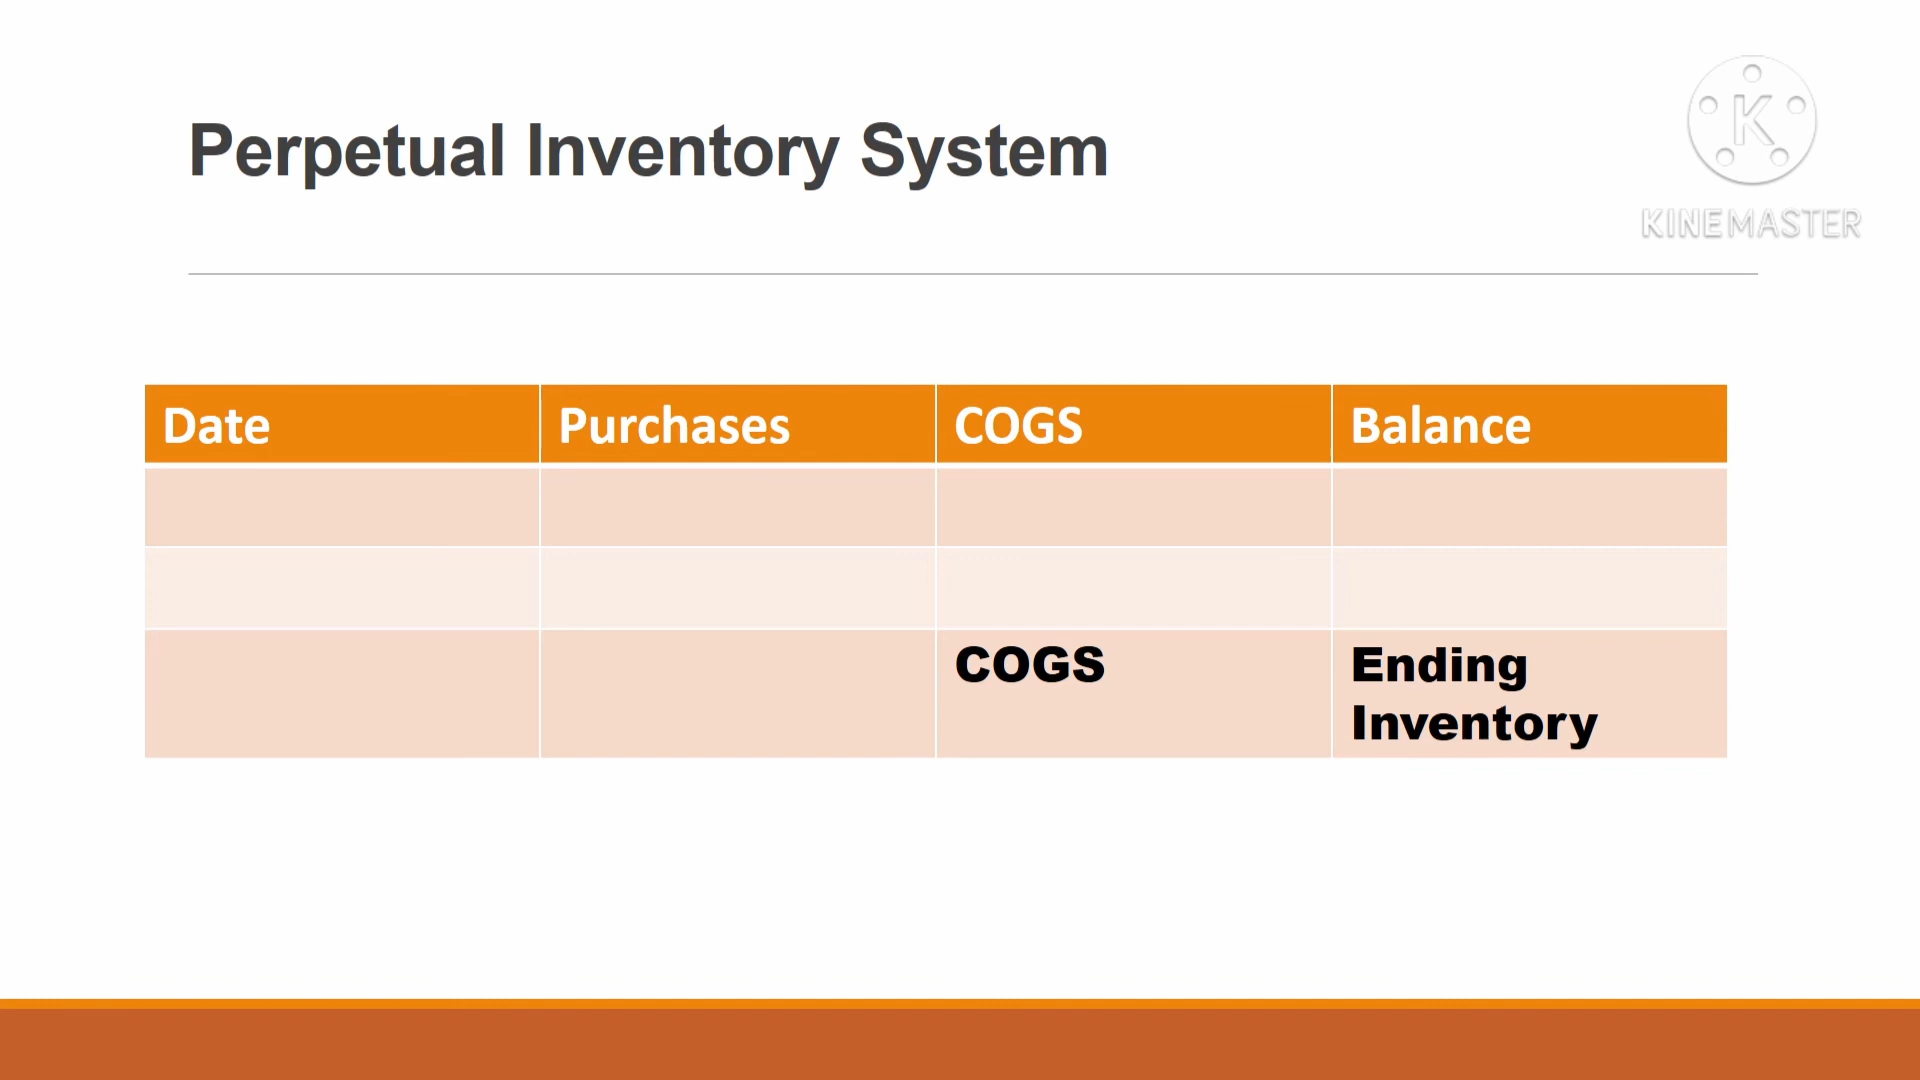 Perpetual Inventory System
K
KINEMASTER
Date Purchases COGS Balance
COGS Ending
Inventory